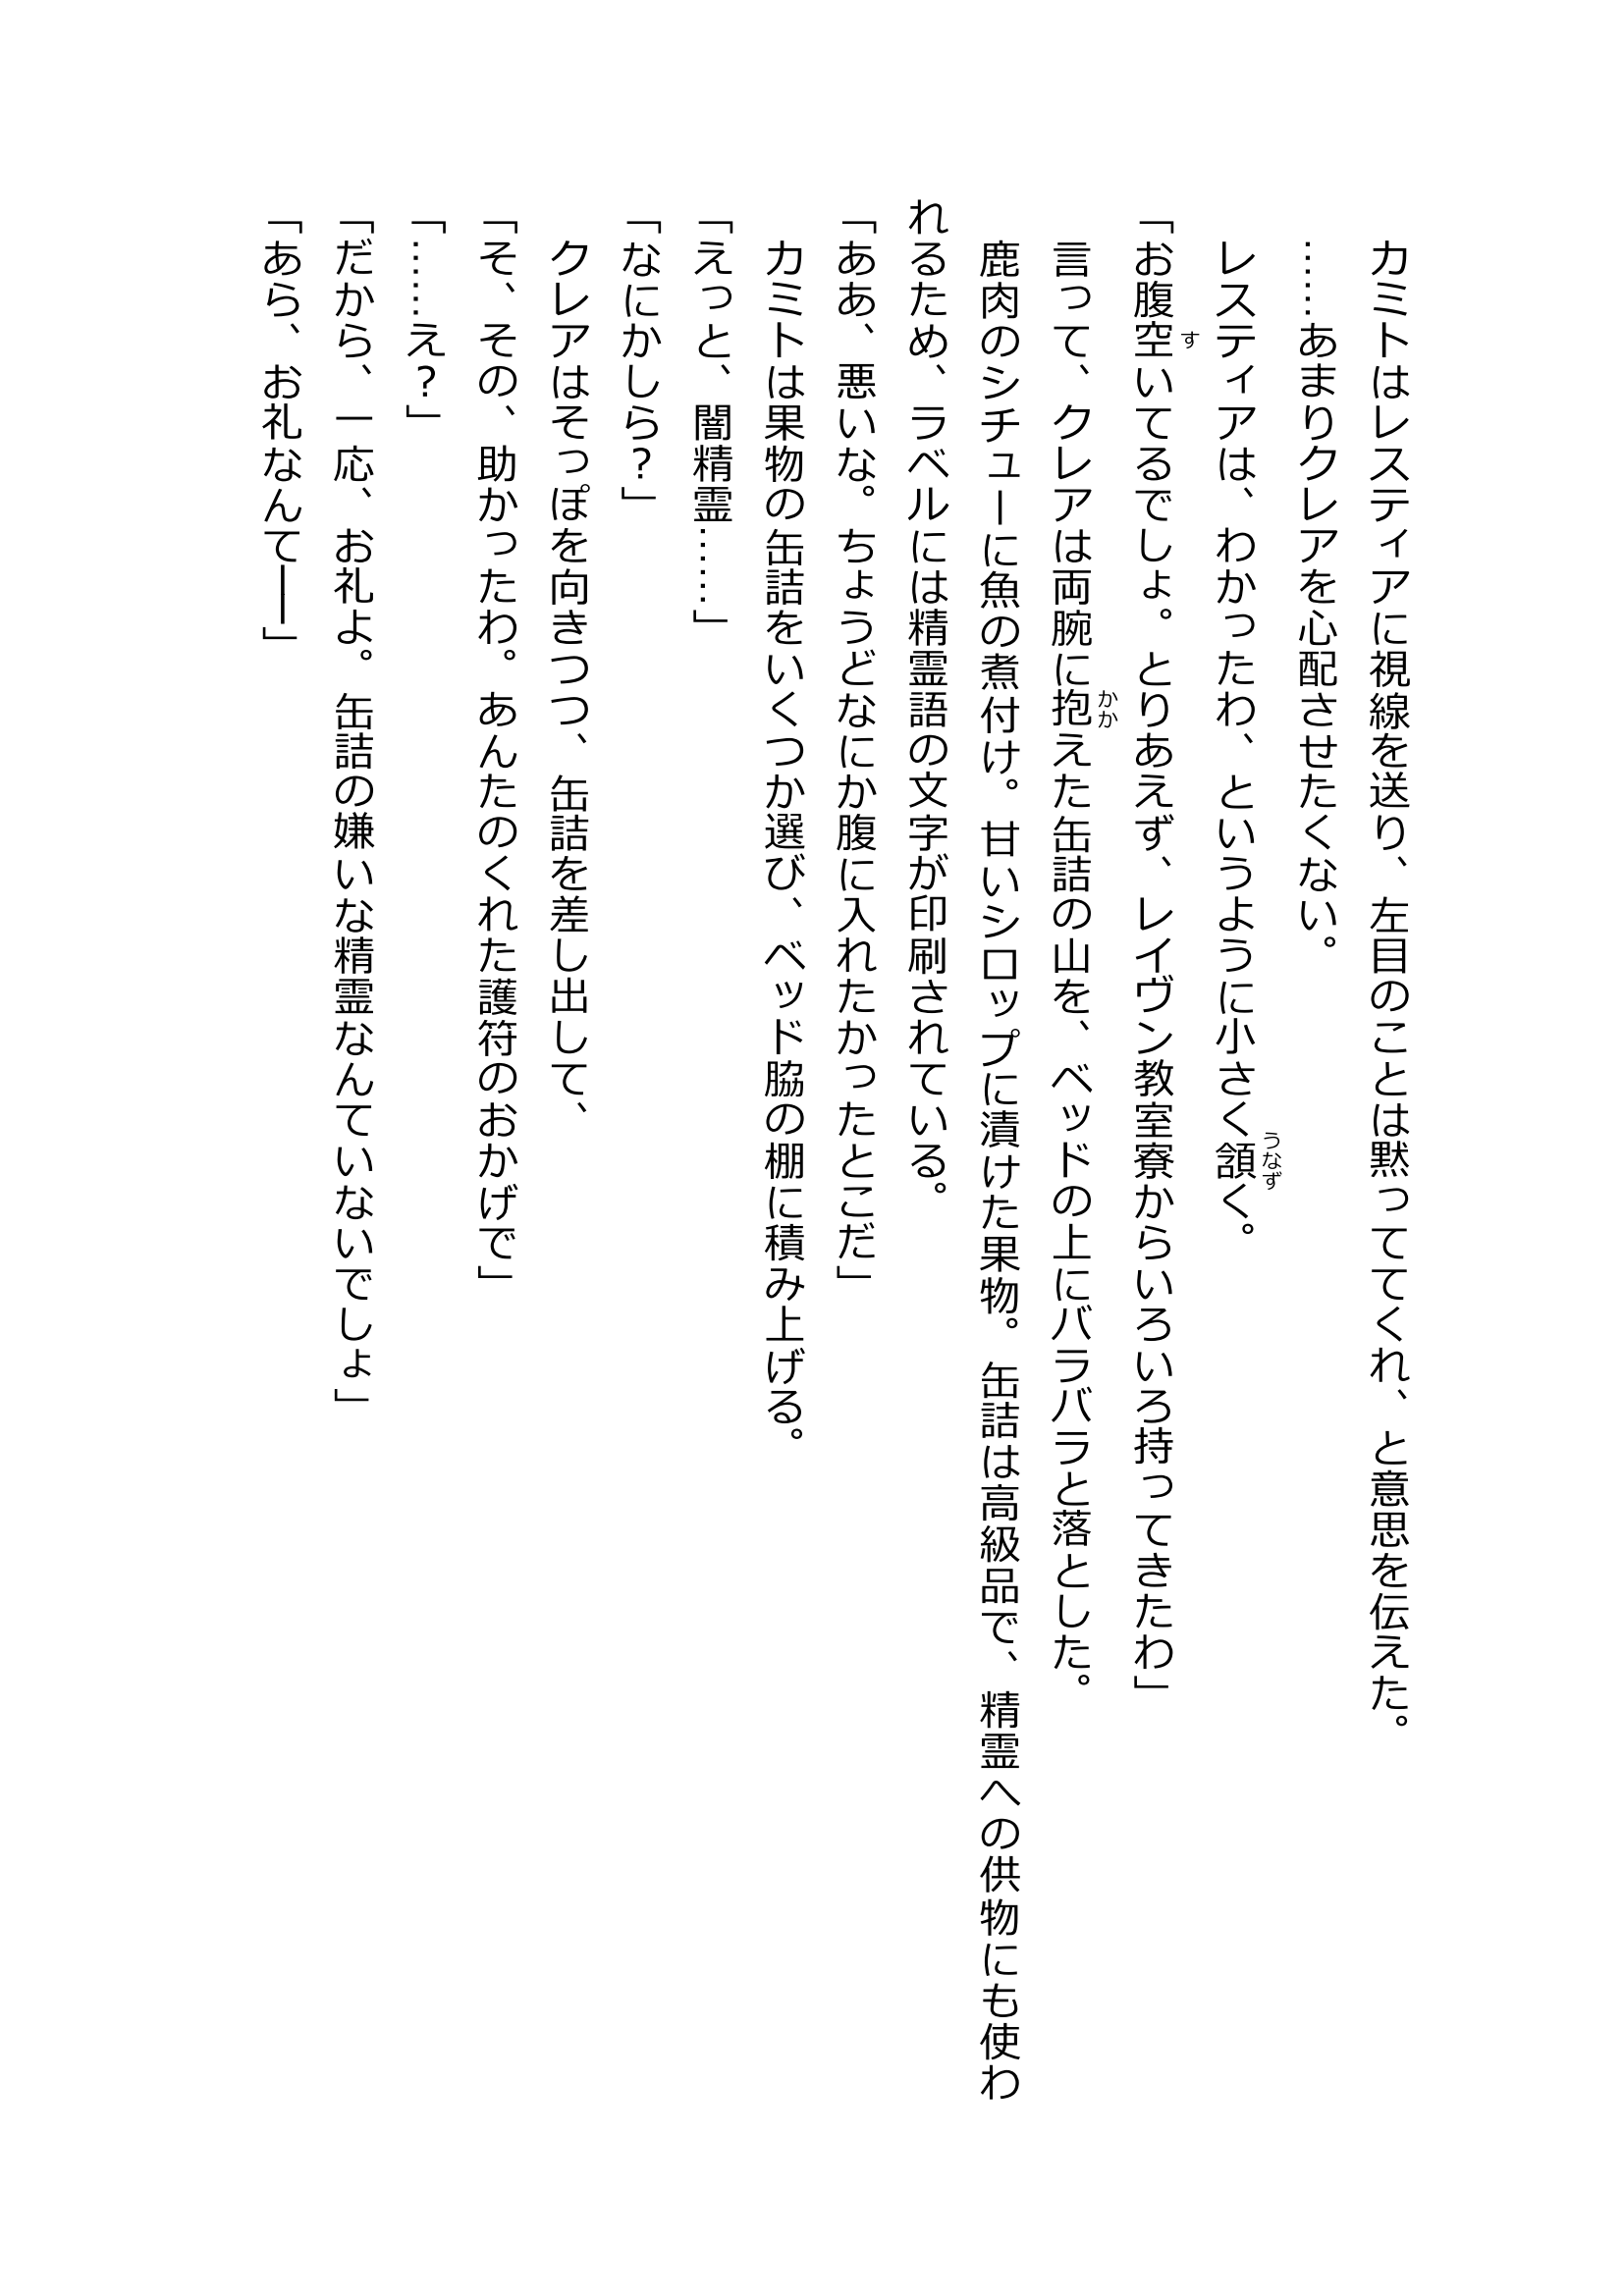 カミトはレスティアに視線を送り、左目のことは黙っててくれ、と意思を伝えた。
……あまりクレアを心配させたくない。
レスティアは、わかったわ、というように小さく頷く。
「お腹空いてるでしょ。とりあえず、レイヴン教室寮からいろいろ持ってきたわ」
言って、クレアは両腕に抱えた缶詰の山を、ベッドの上にバラバラと落とした。
鹿肉のシチューに魚の煮付け。甘いシロップに漬けた果物。缶詰は高級品で、精霊への供物にも使わ
れるため、ラベルには精霊語の文字が印刷されている。
「ああ、悪いな。ちょうどなにか腹に入れたかったとこだ」
カミトは果物の缶詰をいくつか選び、ベッド脇の棚に積み上げる。
「えっと、闇精霊……」
「なにかしら？」
クレアはそっぽを向きつつ、缶詰を差し出して、
「そ、その、助かったわ。あんたのくれた護符のおかげで」
「……え？」
「だから、一応、お礼よ。缶詰の嫌いな精霊なんていないでしょ」
「あら、お礼なんて――」